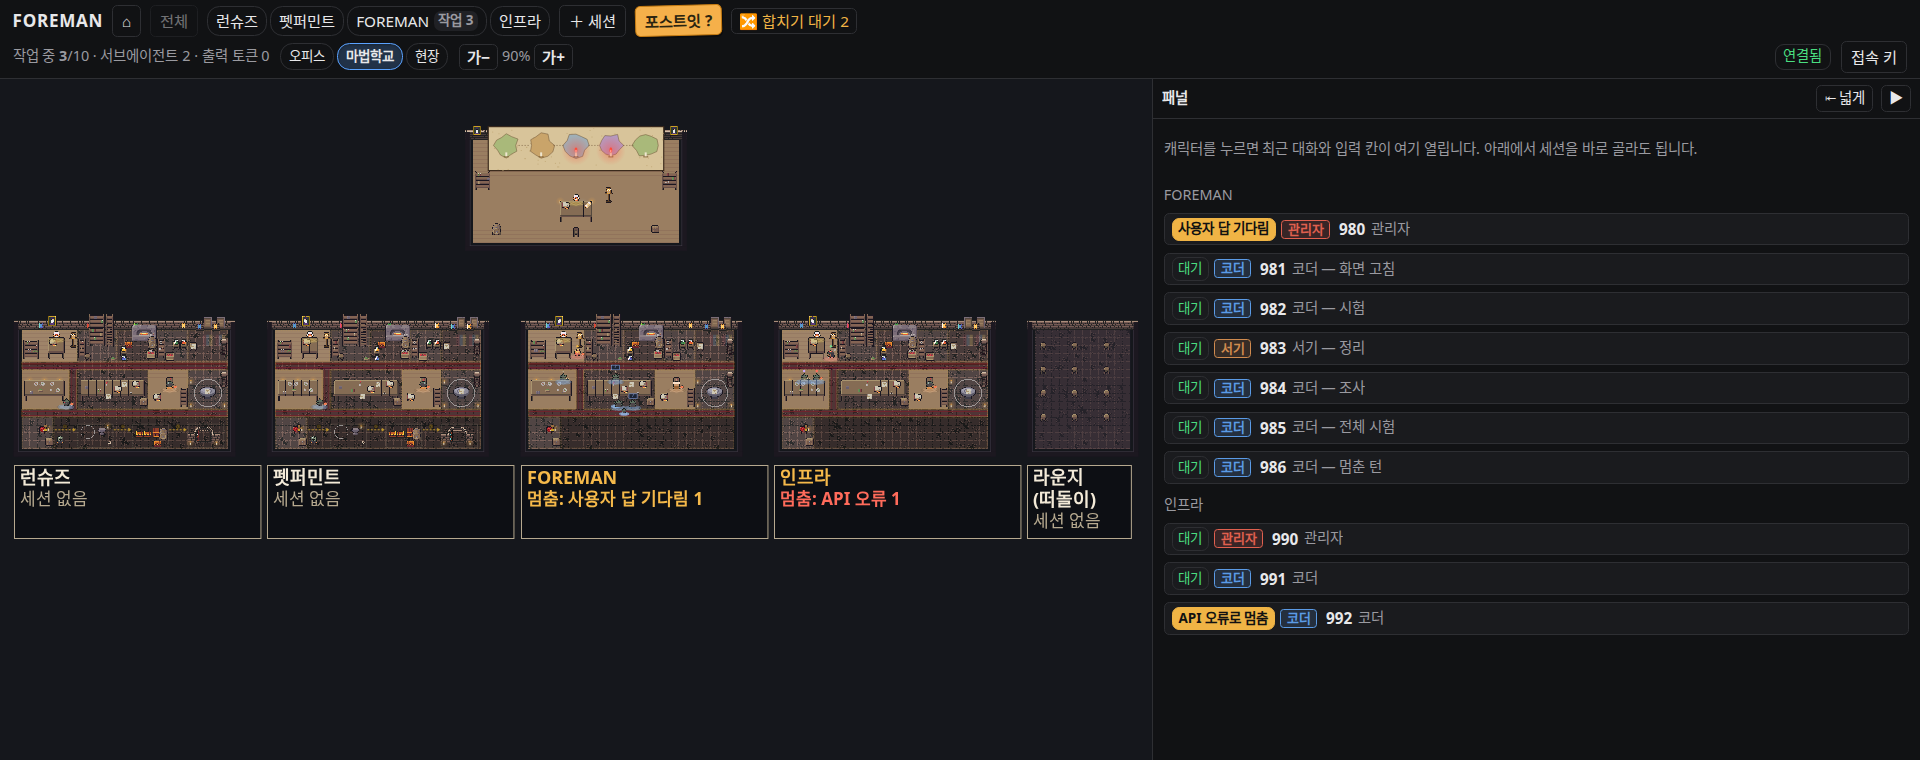 FOREMAN ⌂ 전체 런슈즈 펫퍼민트 FOREMAN 작업 3 인프라 + 세션 포스트잇 ? 🔀 합치기 대기 2
작업 중 3/10 · 서브에이전트 2 · 출력 토큰 0 오피스 마법학교 현장 가− 90% 가+ 연결됨 접속 키
패널 ⇤ 넓게 ▶
캐릭터를 누르면 최근 대화와 입력 칸이 여기 열립니다. 아래에서 세션을 바로 골라도 됩니다.
FOREMAN
사용자 답 기다림 관리자 980 관리자
대기 코더 981 코더 — 화면 고침
대기 코더 982 코더 — 시험
대기 서기 983 서기 — 정리
대기 코더 984 코더 — 조사
대기 코더 985 코더 — 전체 시험
대기 코더 986 코더 — 멈춘 턴
인프라
대기 관리자 990 관리자
대기 코더 991 코더
API 오류로 멈춤 코더 992 코더
런슈즈
세션 없음
펫퍼민트
세션 없음
FOREMAN
멈춤: 사용자 답 기다림 1
인프라
멈춤: API 오류 1
라운지
(떠돌이)
세션 없음